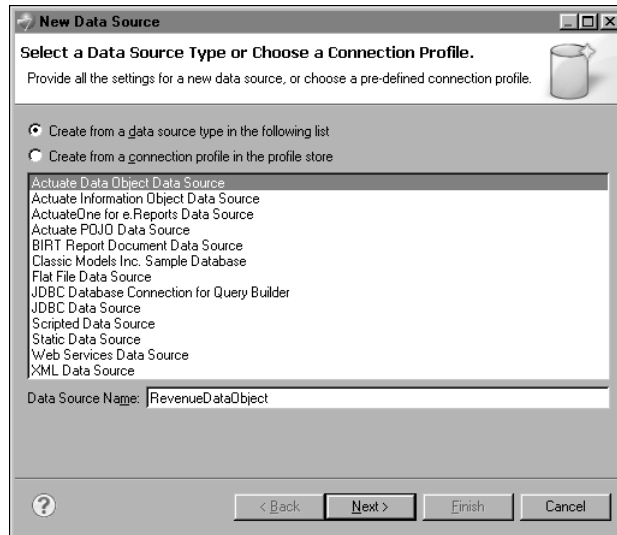 New Data Source
Select a Data Source Type or Choose a Connection Profile.
Provide all the settings for a new data source, or choose a pre-defined connection profile.
Create from a data source type in the following list
Create from a connection profile in the profile store
Actuate Data Object Data Source
Actuate Information Object Data Source
ActuateOne for e.Reports Data Source
Actuate POJO Data Source
BIRT Report Document Data Source
Classic Models Inc. Sample Database
Flat File Data Source
JDBC Database Connection for Query Builder
JDBC Data Source
Scripted Data Source
Static Data Source
Web Services Data Source
XML Data Source
Data Source Name: RevenueDataObject
? < Back Next > Finish Cancel